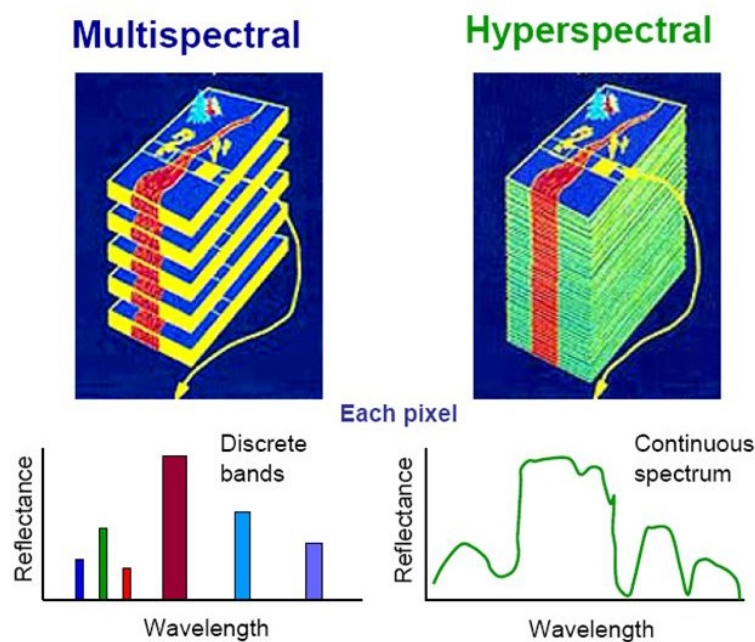 Multispectral
Hyperspectral
Each pixel
Discrete
bands
Reflectance
Wavelength
Continuous
spectrum
Reflectance
Wavelength